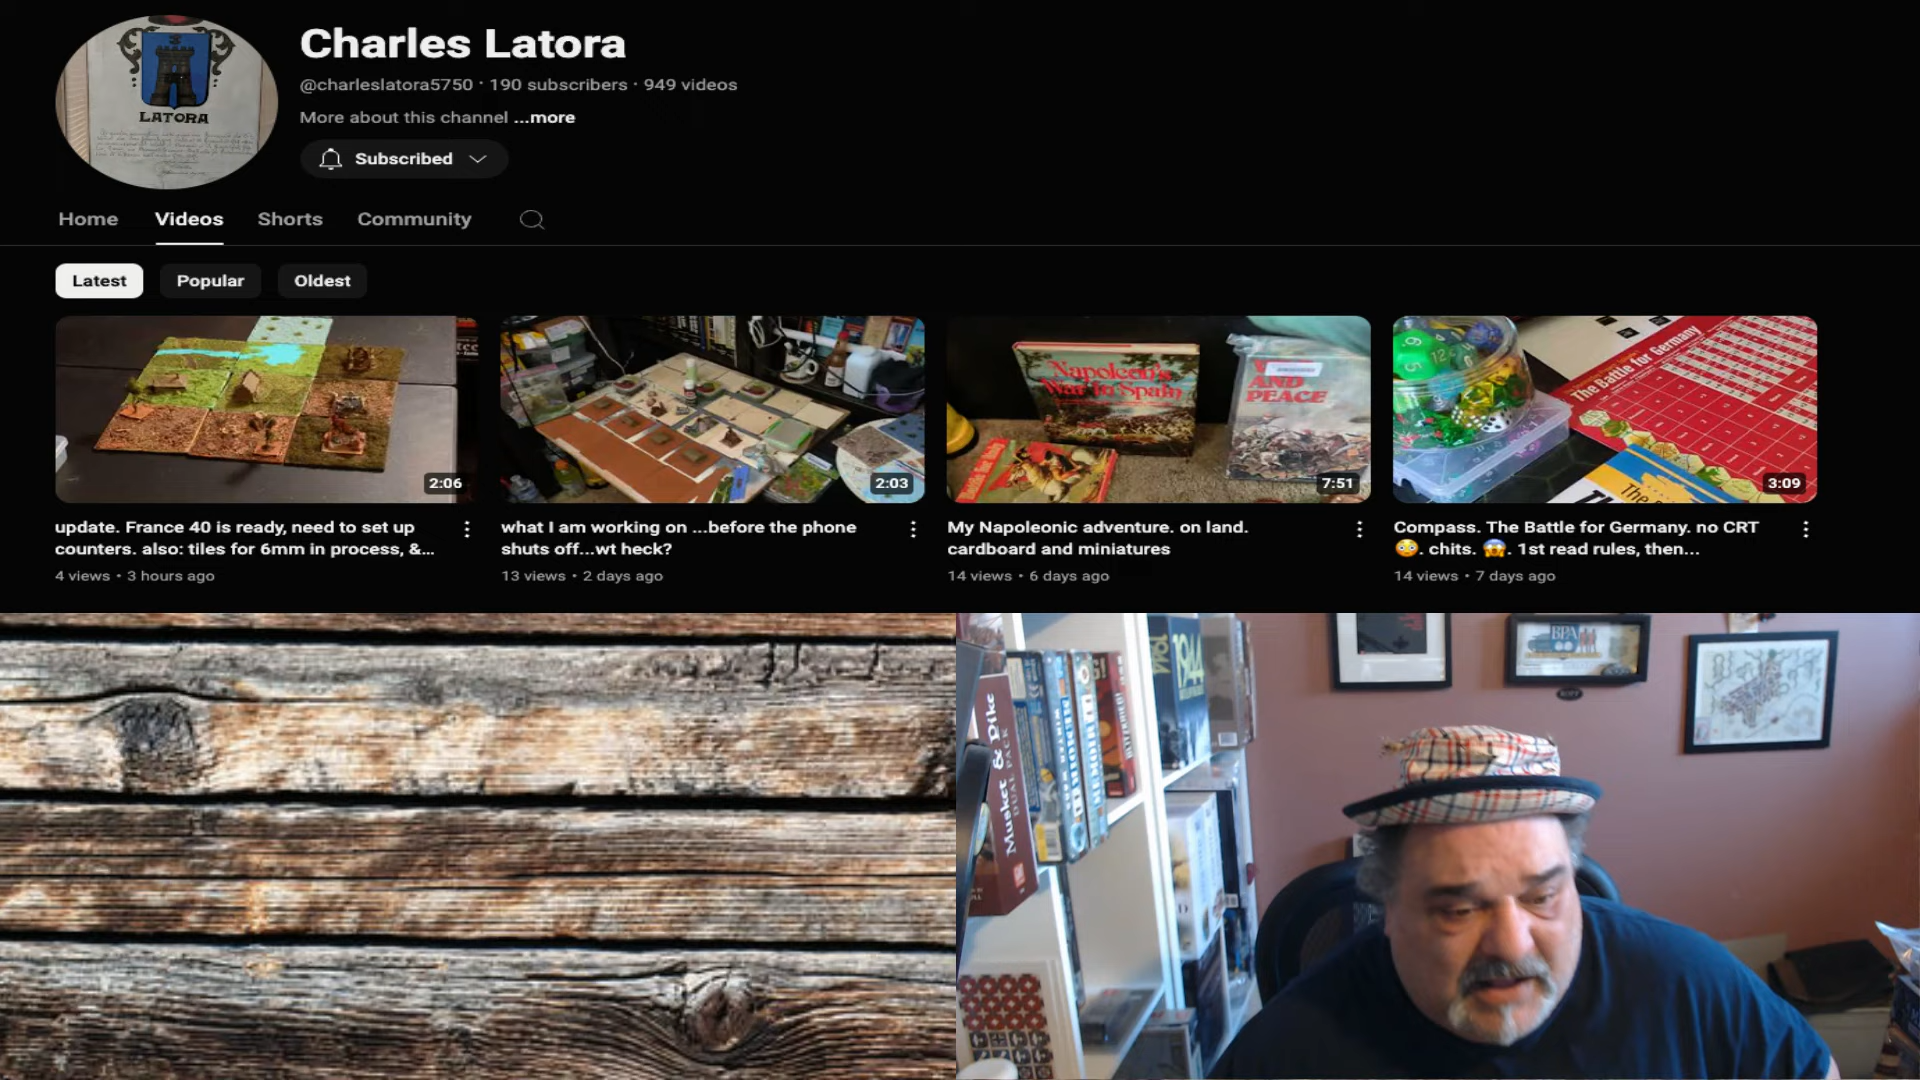 Charles Latora
@charleslatora5750 · 190 subscribers · 949 videos
More about this channel ...more
Subscribed
LATORA
Home Videos Shorts Community
Latest Popular Oldest
2:06
2:03
Napoleon's
War In Spain
AND
PEACE
7:51
The Battle for Germany
12
6
3:09
update. France 40 is ready, need to set up
counters. also: tiles for 6mm in process, &...
4 views · 3 hours ago
what I am working on ...before the phone
shuts off...wt heck?
13 views · 2 days ago
My Napoleonic adventure. on land.
cardboard and miniatures
14 views · 6 days ago
Compass. The Battle for Germany. no CRT
😳. chits. 😱. 1st read rules, then...
14 views · 7 days ago
Musket & Pike
DUAL PACK
1944
1944
BPA